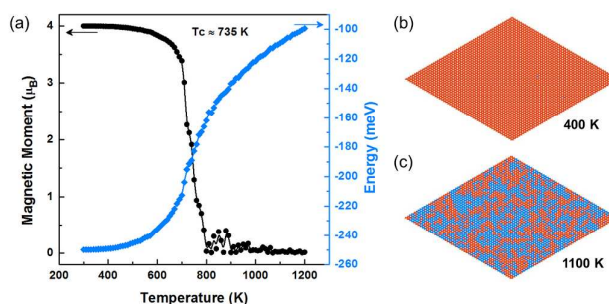 (a)
Tc ≈ 735 K
Magnetic Moment (μB)
4
3
2
1
0
200 400 600 800 1000 1200
Temperature (K)
-100
-120
-140
-160
-180
-200
-220
-240
-260
Energy (meV)
(b)
400 K
(c)
1100 K